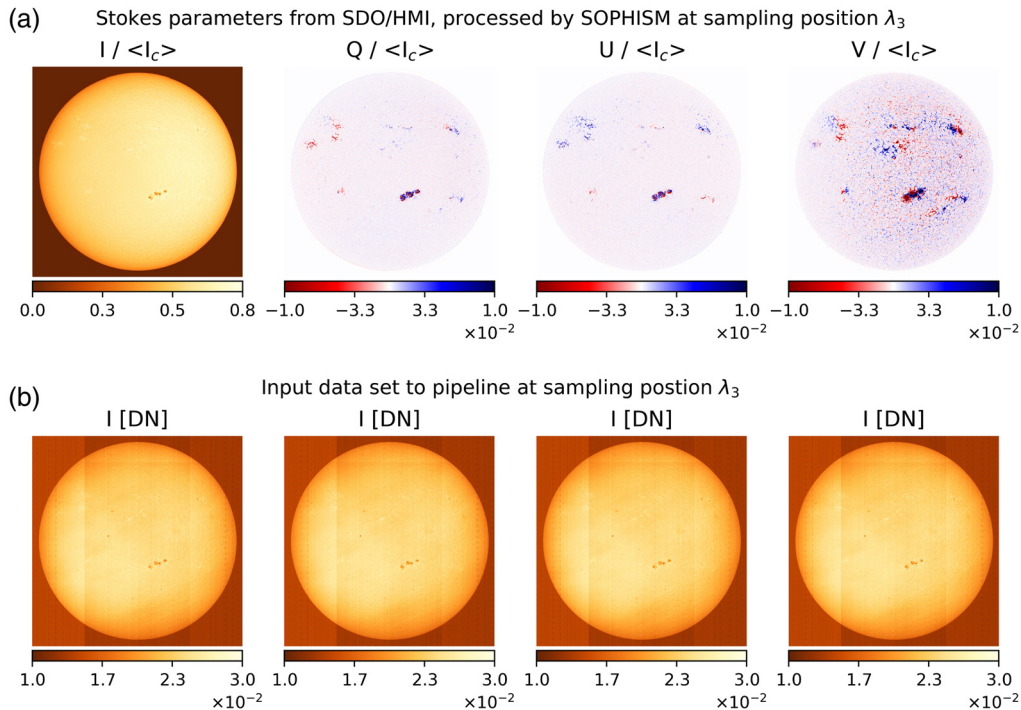 (a)
Stokes parameters from SDO/HMI, processed by SOPHISM at sampling position λ₃
I / <I꜀> Q / <I꜀> U / <I꜀> V / <I꜀>
0.0 0.3 0.5 0.8 −1.0 −3.3 3.3 1.0 −1.0 −3.3 3.3 1.0 −1.0 −3.3 3.3 1.0
×10⁻² ×10⁻² ×10⁻²
(b)
Input data set to pipeline at sampling postion λ₃
I [DN] I [DN] I [DN] I [DN]
1.0 1.7 2.3 3.0 1.0 1.7 2.3 3.0 1.0 1.7 2.3 3.0 1.0 1.7 2.3 3.0
×10⁻² ×10⁻² ×10⁻² ×10⁻²